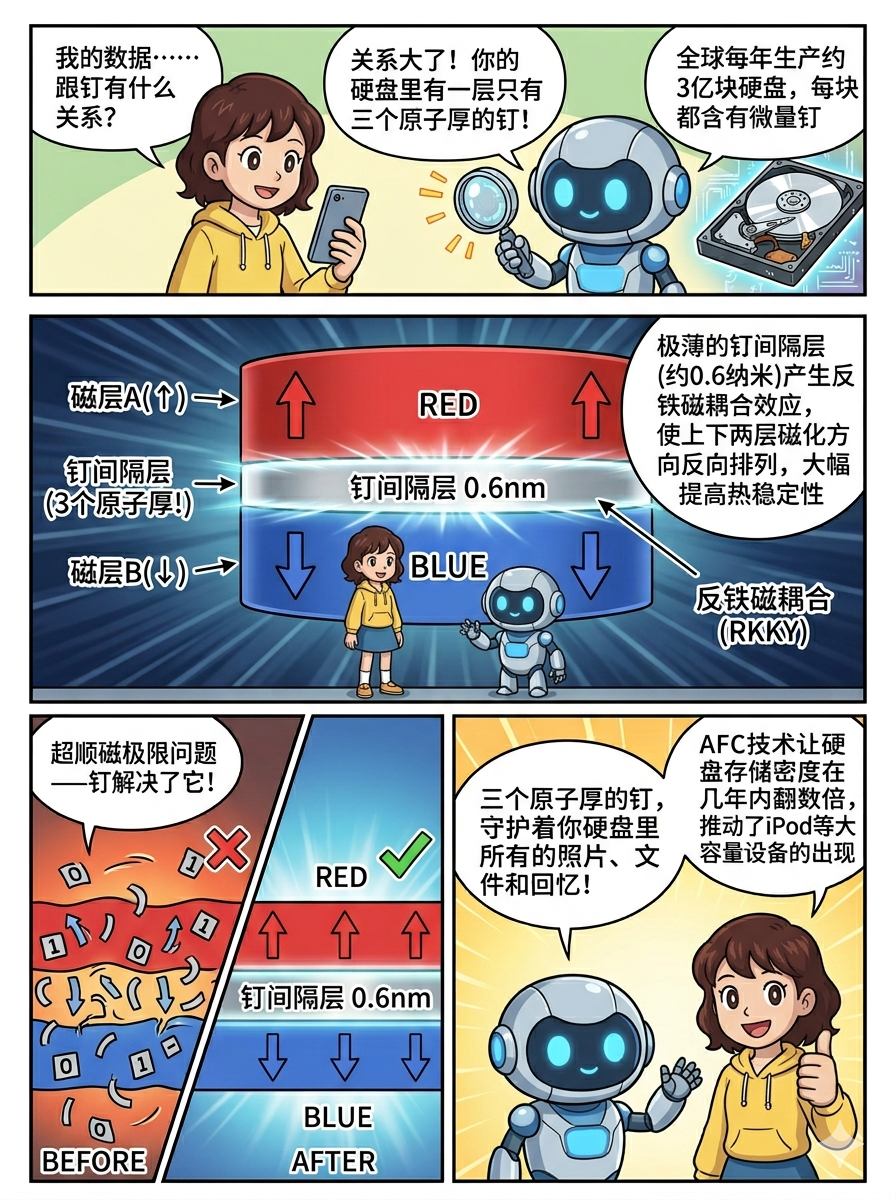 我的数据……
跟钌有什么
关系?
关系大了！你的
硬盘里有一层只有
三个原子厚的钌！
全球每年生产约
3亿块硬盘，每块
都含有微量钌
磁层A(↑)
RED
钌间隔层
(3个原子厚!)
钌间隔层 0.6nm
磁层B(↓)
BLUE
极薄的钌间隔层
(约0.6纳米)产生反
铁磁耦合效应，
使上下两层磁化方
向反向排列，大幅
提高热稳定性
反铁磁耦合
(RKKY)
超顺磁极限问题
——钌解决了它！
0
1
1
0
1
0
1
0
BEFORE
RED
钌间隔层 0.6nm
BLUE
AFTER
三个原子厚的钌，
守护着你硬盘里
所有的照片、文
件和回忆！
AFC技术让硬
盘存储密度在
几年内翻数倍，
推动了iPod等大
容量设备的出现